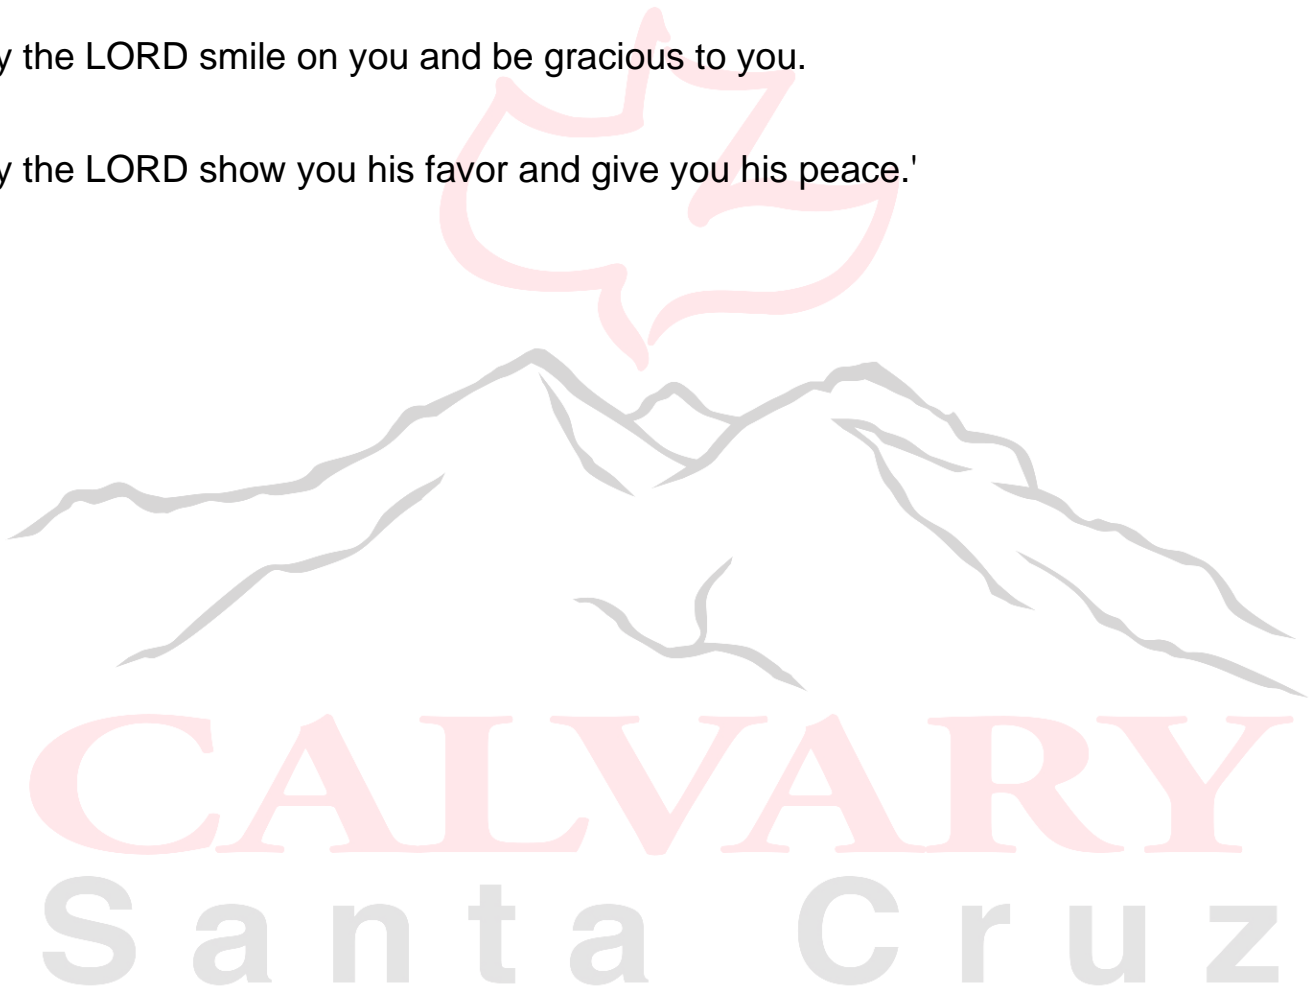 y the LORD smile on you and be gracious to you.
y the LORD show you his favor and give you his peace.'
CALVARY
Santa Cruz